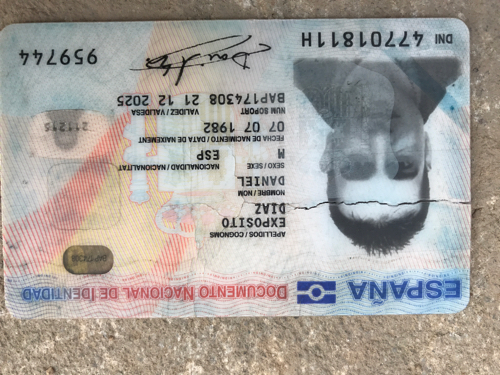 ESPAÑA DOCUMENTO NACIONAL DE IDENTIDAD
APELLIDOS / COGNOMS
EXPOSITO
DIAZ
NOMBRE / NOM
DANIEL
SEXO / SEXE NACIONALIDAD / NACIONALITAT
M ESP
FECHA DE NACIMIENTO / DATA DE NAIXEMENT
07 07 1982
NUM SOPORT VALIDEZ / VALIDESA
BAP174308 21 12 2025
DNI 47701811H
959744